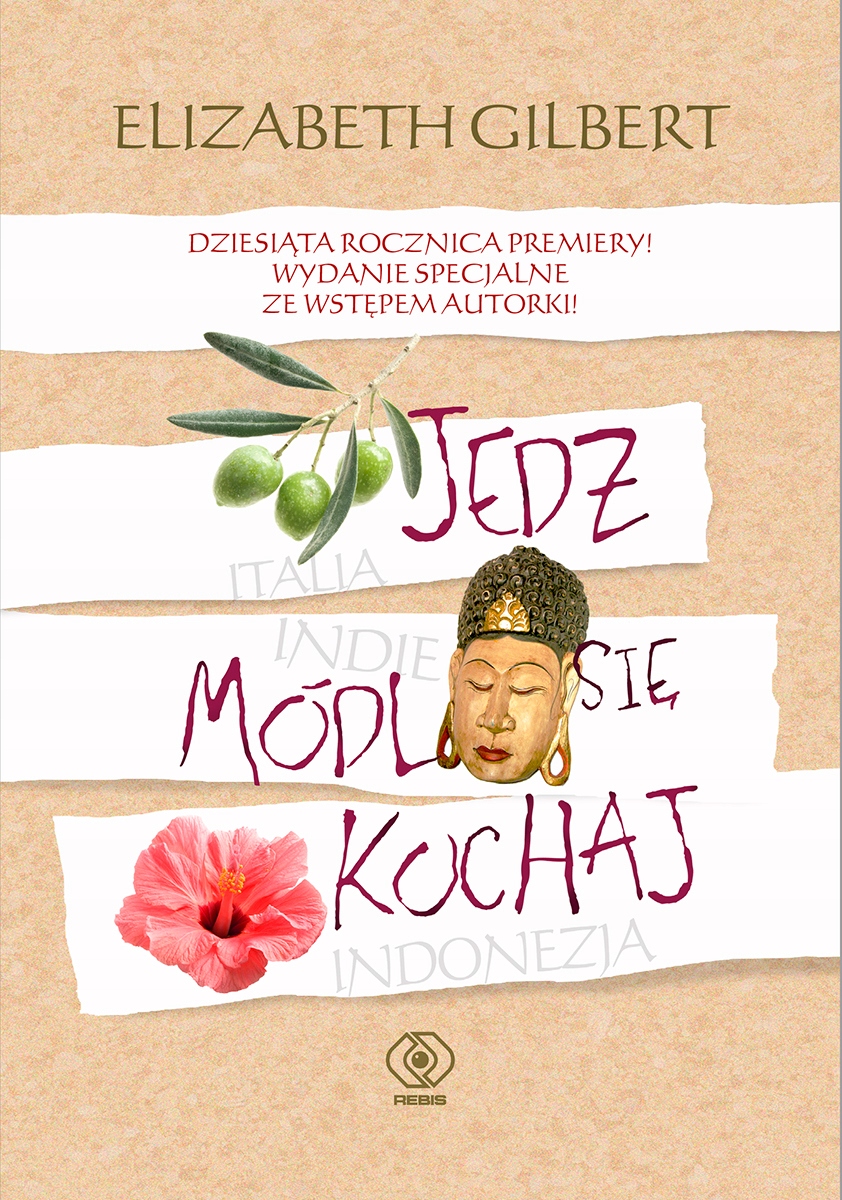 ELIZABETH GILBERT
DZIESIĄTA ROCZNICA PREMIERY!
WYDANIE SPECJALNE
ZE WSTĘPEM AUTORKI!
JEDZ
ITALIA
INDIE
MÓDL SIĘ
KOCHAJ
INDONEZJA
REBIS